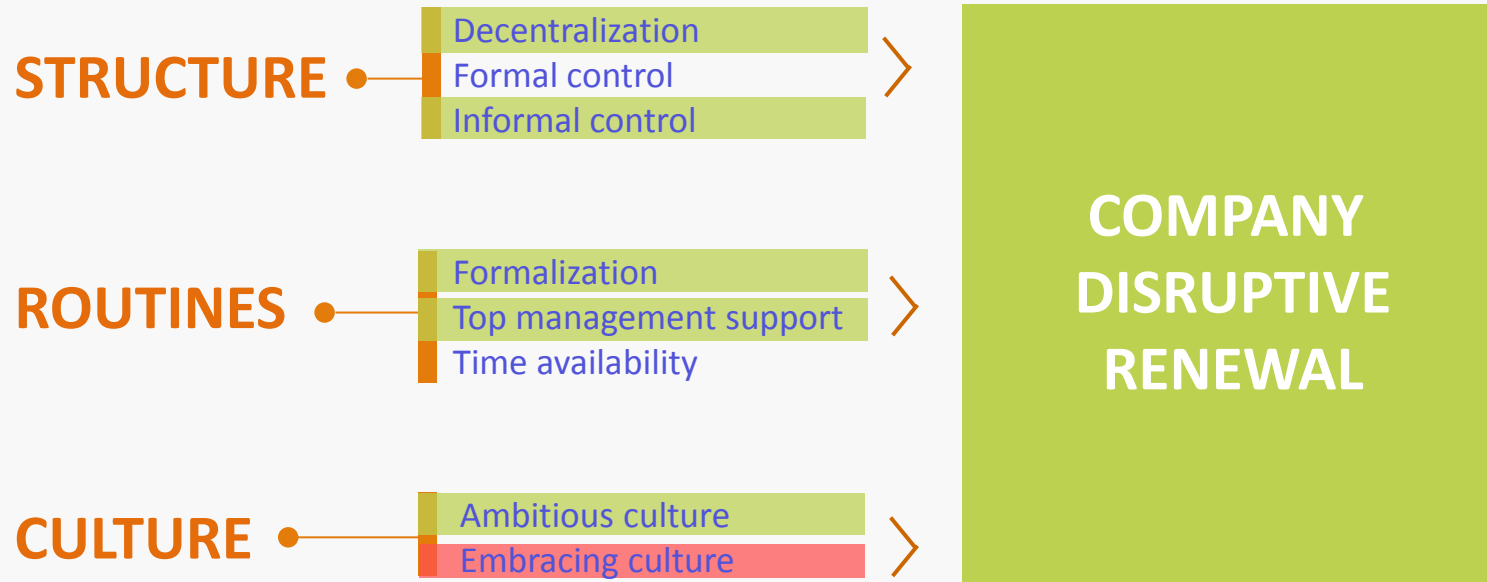 STRUCTURE
Decentralization
Formal control
Informal control
ROUTINES
Formalization
Top management support
Time availability
CULTURE
Ambitious culture
Embracing culture
COMPANY
DISRUPTIVE
RENEWAL